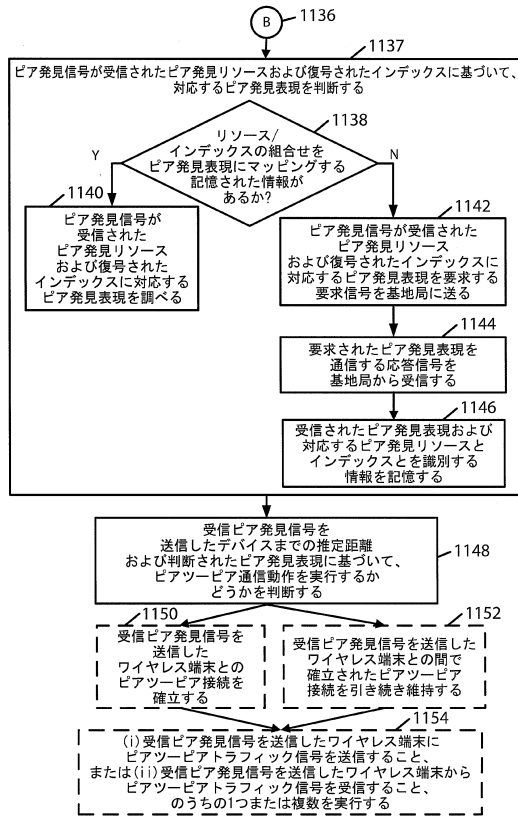 B
1136
1137
ピア発見信号が受信されたピア発見リソースおよび復号されたインデックスに基づいて、
対応するピア発見表現を判断する
1138
リソース/
インデックスの組合せを
ピア発見表現にマッピングする
記憶された情報が
あるか?
Y
N
1140
ピア発見信号が
受信された
ピア発見リソース
および復号された
インデックスに対応する
ピア発見表現を調べる
1142
ピア発見信号が受信された
ピア発見リソース
および復号されたインデックスに
対応するピア発見表現を要求する
要求信号を基地局に送る
1144
要求されたピア発見表現を
通信する応答信号を
基地局から受信する
1146
受信されたピア発見表現および
対応するピア発見リソースと
インデックスとを識別する
情報を記憶する
受信ピア発見信号を
送信したデバイスまでの推定距離
および判断されたピア発見表現に基づいて、
ピアツーピア通信動作を実行するか
どうかを判断する
1148
1150
受信ピア発見信号を
送信した
ワイヤレス端末との
ピアツーピア接続を
確立する
1152
受信ピア発見信号を送信した
ワイヤレス端末との間で
確立されたピアツーピア
接続を引き続き維持する
1154
(i)受信ピア発見信号を送信したワイヤレス端末に
ピアツーピアトラフィック信号を送信すること、
または(ii)受信ピア発見信号を送信したワイヤレス端末から
ピアツーピアトラフィック信号を受信すること、
のうちの1つまたは複数を実行する